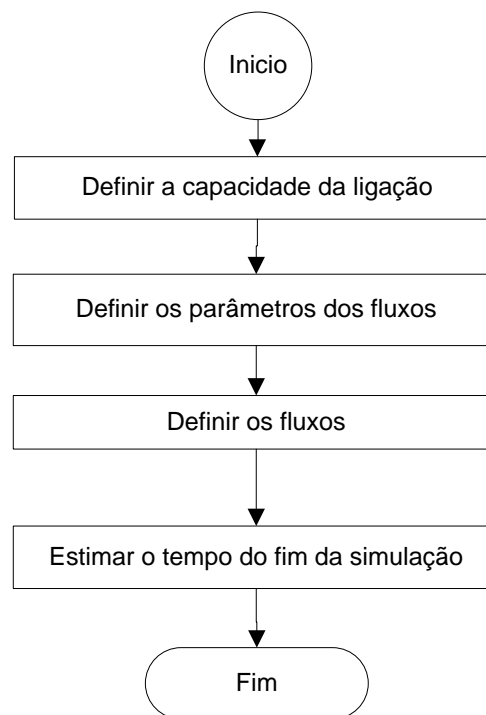 Inicio
Definir a capacidade da ligação
Definir os parâmetros dos fluxos
Definir os fluxos
Estimar o tempo do fim da simulação
Fim